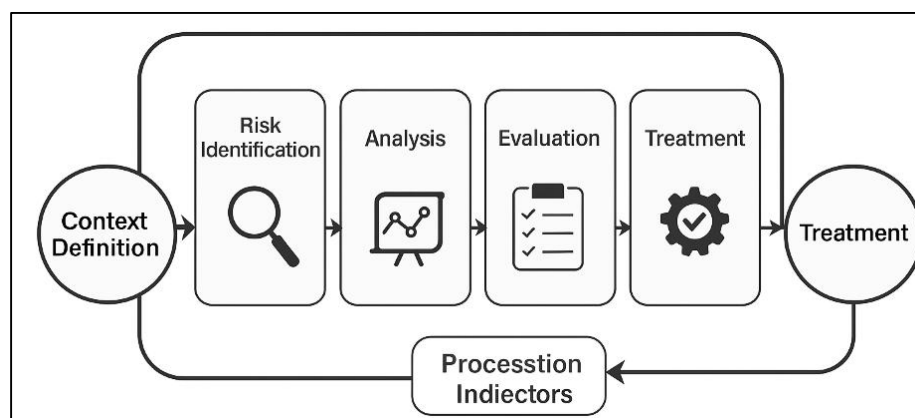 Context
Definition
Risk
Identification
Analysis
Evaluation
Treatment
Treatment
Processtion
Indiectors